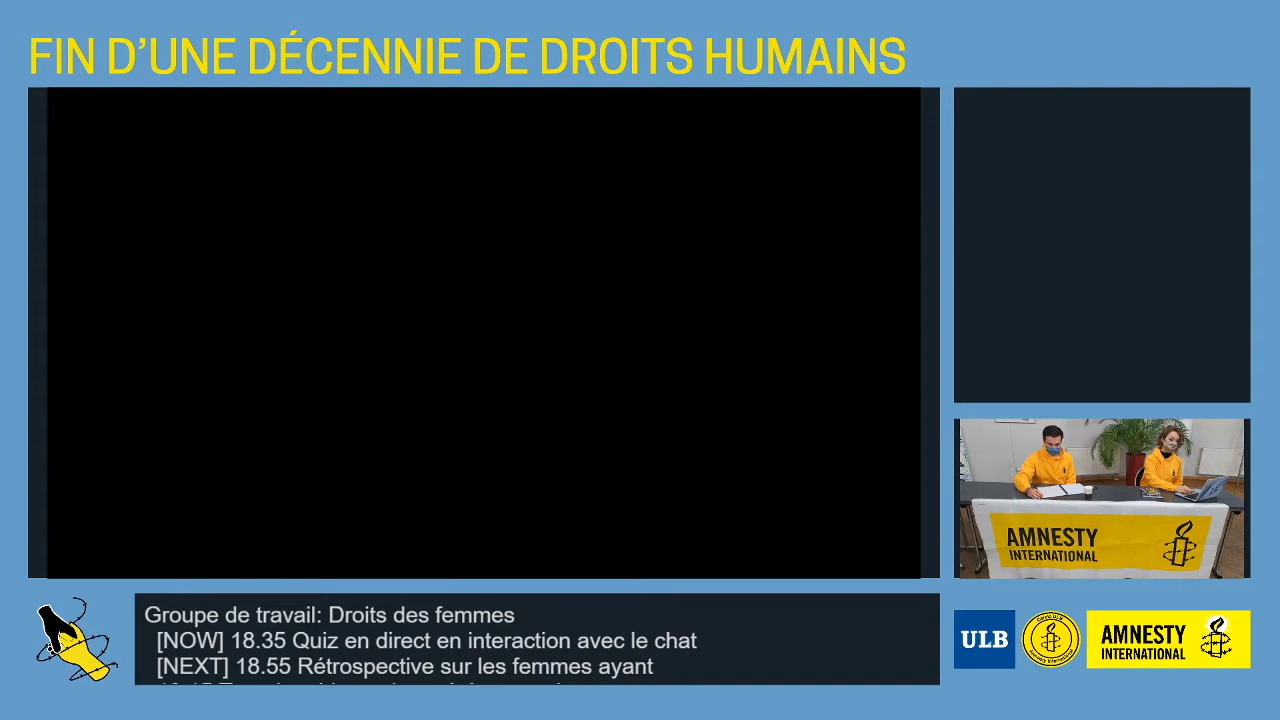 FIN D’UNE DÉCENNIE DE DROITS HUMAINS
AMNESTY
INTERNATIONAL
Groupe de travail: Droits des femmes
[NOW] 18.35 Quiz en direct en interaction avec le chat
[NEXT] 18.55 Rétrospective sur les femmes ayant
ULB
AMNESTY
INTERNATIONAL